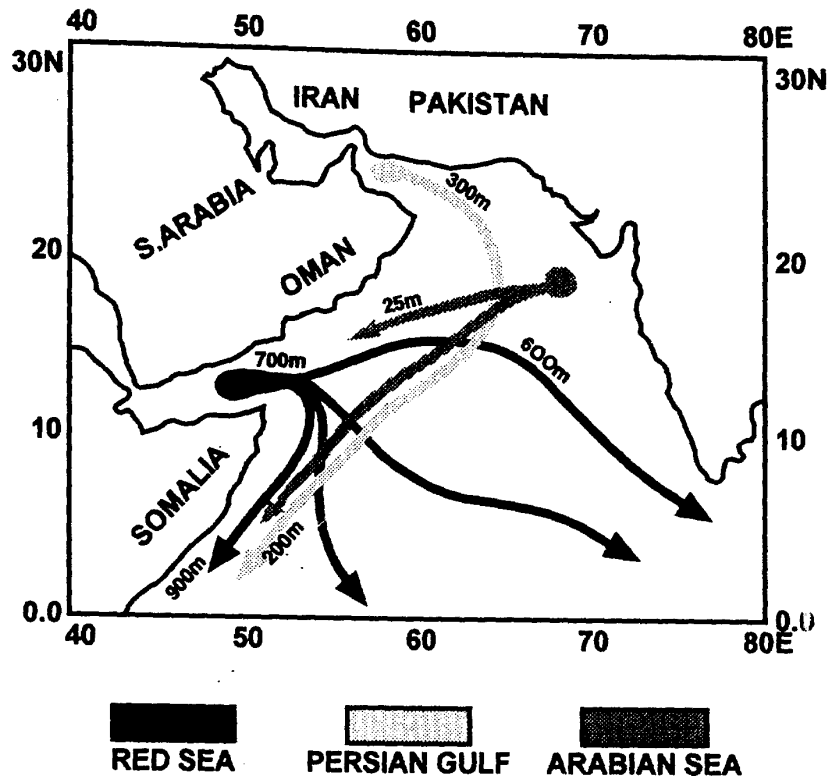 40 50 60 70 80E
30N 30N
IRAN PAKISTAN
300m
S.ARABIA
20 20
OMAN
25m
700m
600m
10 10
SOMALIA
200m
900m
0.0 0.0
40 50 60 70 80E
RED SEA PERSIAN GULF ARABIAN SEA